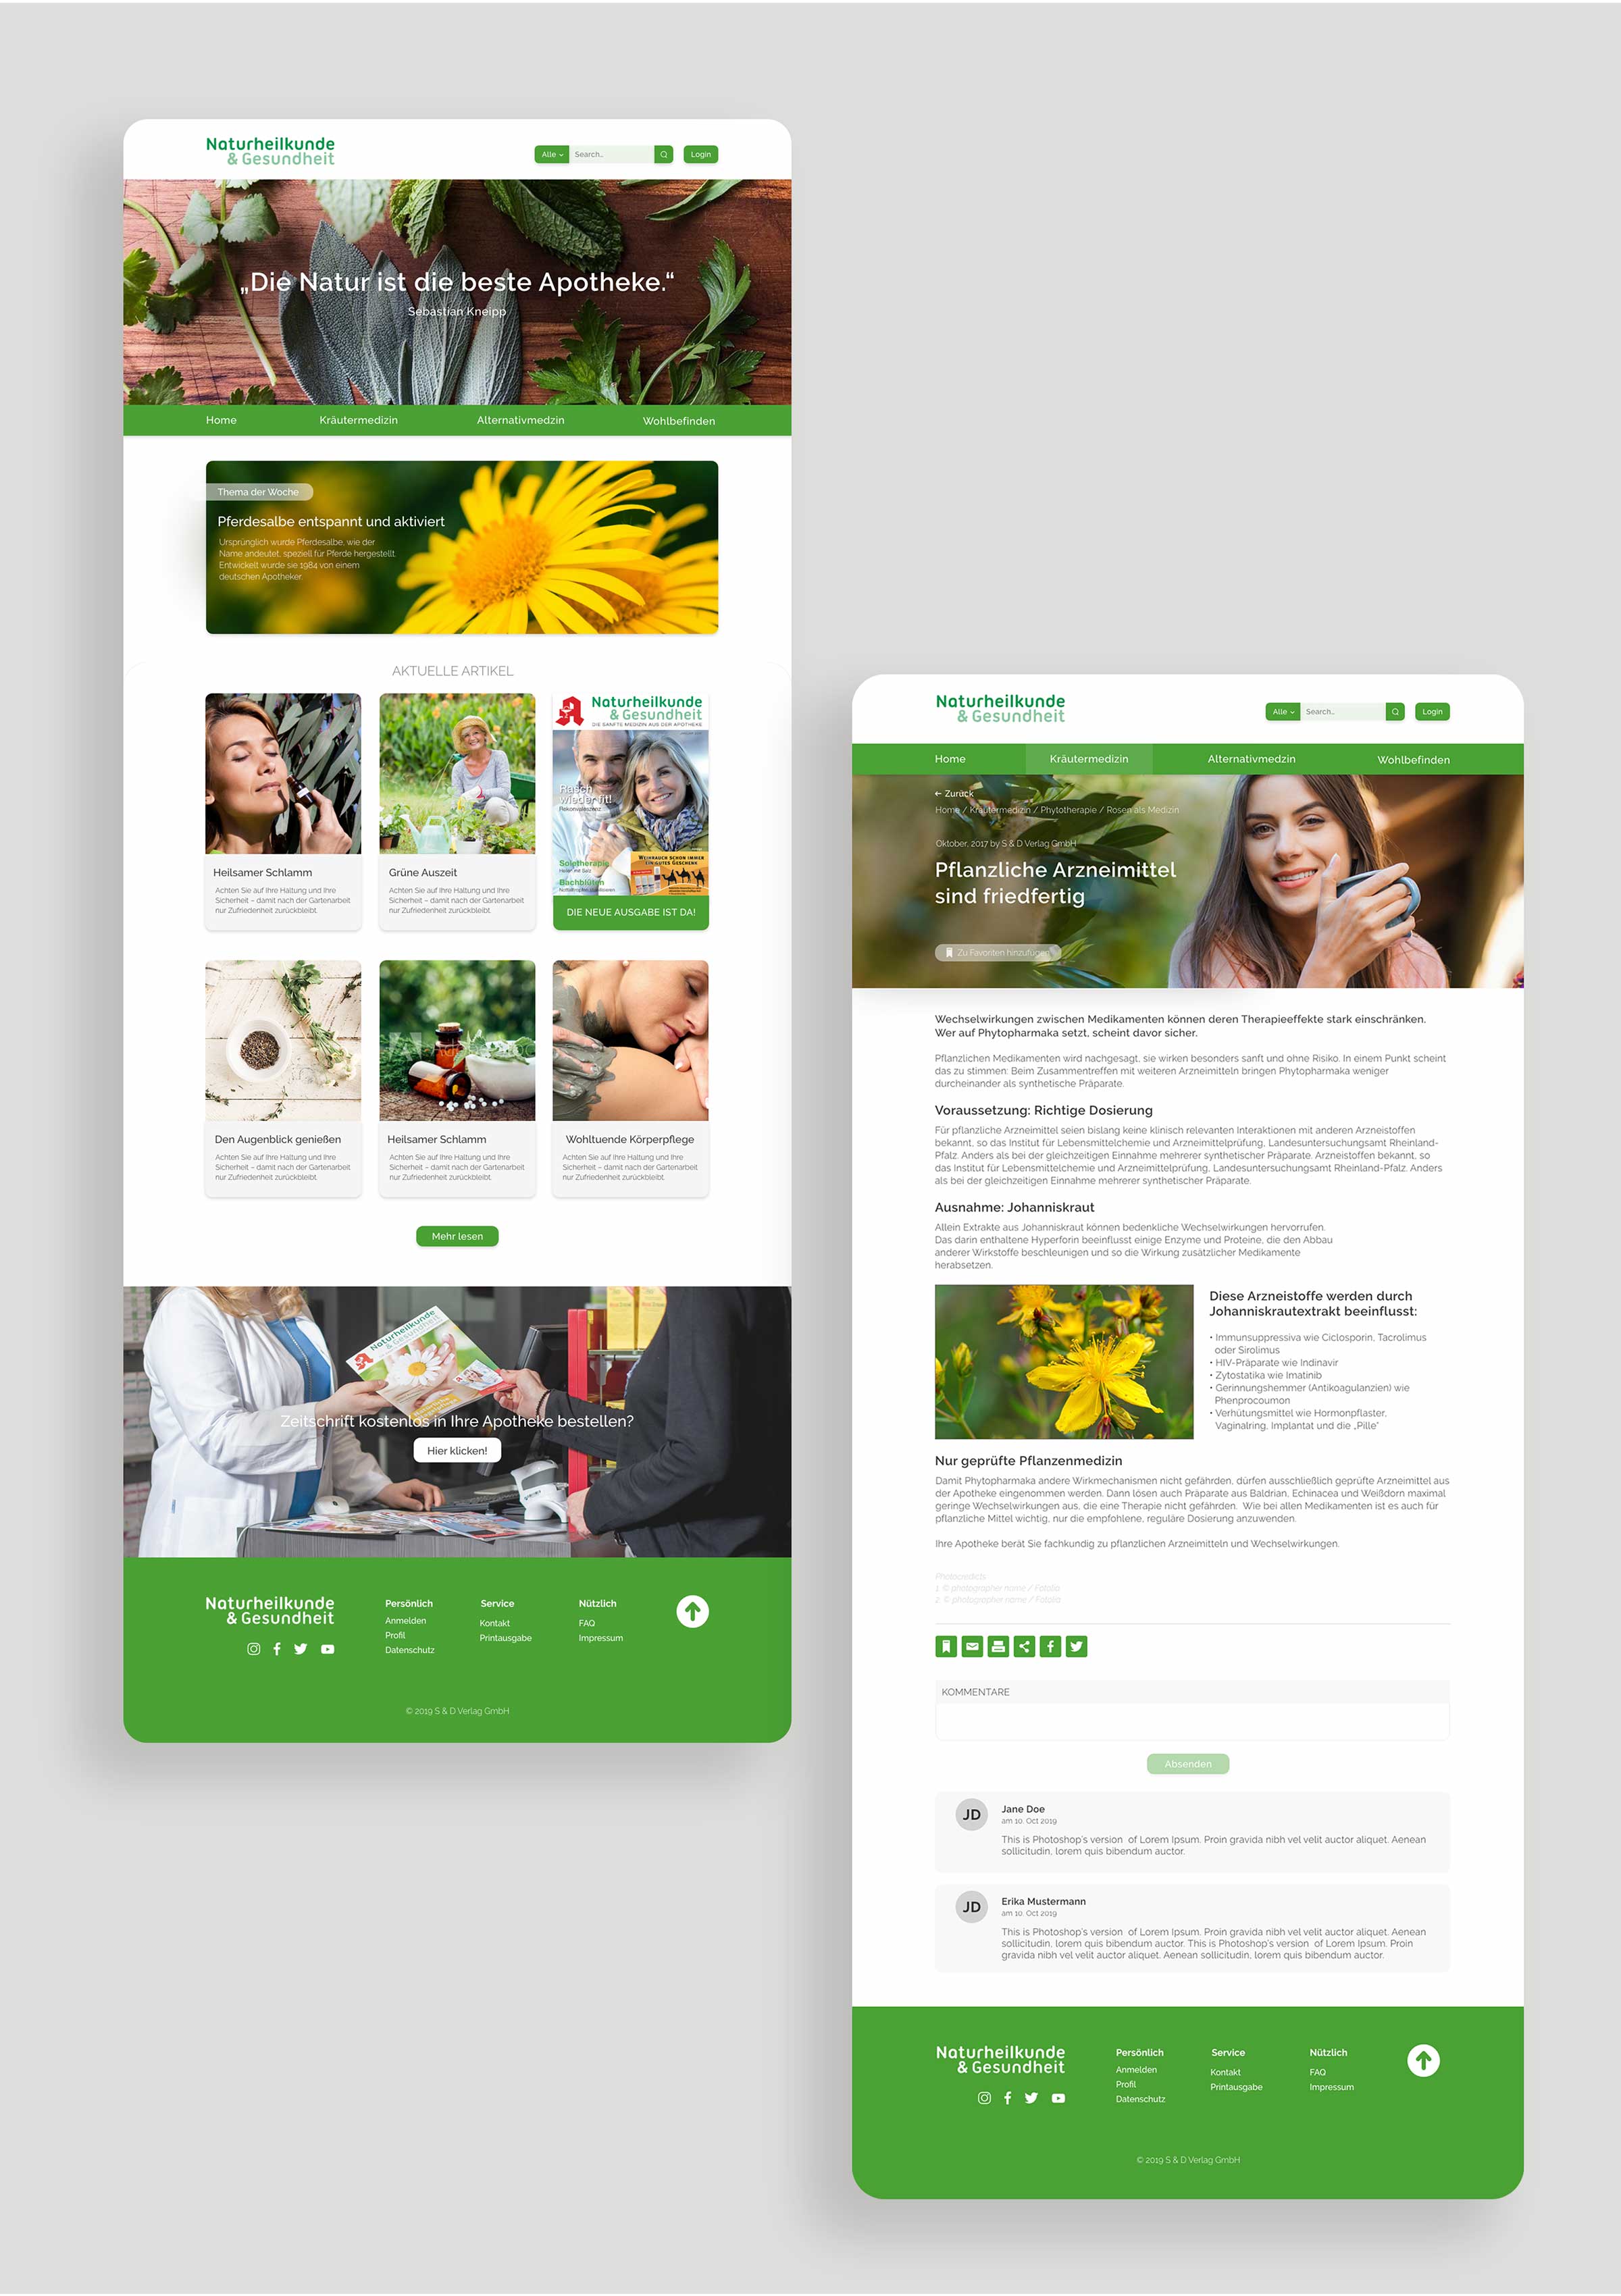 Naturheilkunde
& Gesundheit
Alle
Search..
Login
„Die Natur ist die beste Apotheke.“
Sebastian Kneipp
Home
Kräutermedizin
Alternativmedzin
Wohlbefinden
Thema der Woche
Pferdesalbe entspannt und aktiviert
Ursprünglich wurde Pferdesalbe, wie der
Name andeutet, speziell für Pferde hergestellt.
Entwickelt wurde sie 1984 von einem
deutschen Apotheker.
AKTUELLE ARTIKEL
Heilsamer Schlamm
Achten Sie auf Ihre Haltung und Ihre
Sicherheit – damit nach der Gartenarbeit
nur Zufriedenheit zurückbleibt.
Grüne Auszeit
Achten Sie auf Ihre Haltung und Ihre
Sicherheit – damit nach der Gartenarbeit
nur Zufriedenheit zurückbleibt.
Naturheilkunde
& Gesundheit
DIE SANFTE MEDIZIN AUS DER APOTHEKE
Rasch
wieder fit!
Rekonvaleszenz
Soletherapie
Heilen mit Salz
Bachblüten
WEIHRAUCH SCHON IMMER
EIN GUTES GESCHENK
DIE NEUE AUSGABE IST DA!
Den Augenblick genießen
Achten Sie auf Ihre Haltung und Ihre
Sicherheit – damit nach der Gartenarbeit
nur Zufriedenheit zurückbleibt.
Heilsamer Schlamm
Achten Sie auf Ihre Haltung und Ihre
Sicherheit – damit nach der Gartenarbeit
nur Zufriedenheit zurückbleibt.
Wohltuende Körperpflege
Achten Sie auf Ihre Haltung und Ihre
Sicherheit – damit nach der Gartenarbeit
nur Zufriedenheit zurückbleibt.
Mehr lesen
Naturheilkunde
& Gesundheit
Zeitschrift kostenlos in Ihre Apotheke bestellen?
Hier klicken!
Naturheilkunde
& Gesundheit
Persönlich
Anmelden
Profil
Datenschutz
Service
Kontakt
Printausgabe
Nützlich
FAQ
Impressum
© 2019 S & D Verlag GmbH
Naturheilkunde
& Gesundheit
Alle
Search..
Login
Home
Kräutermedizin
Alternativmedzin
Wohlbefinden
← Zurück
Home / Kräutermedizin / Phytotherapie / Rosen als Medizin
Oktober, 2017 by S & D Verlag GmbH
Pflanzliche Arzneimittel
sind friedfertig
Zu Favoriten hinzufügen
Wechselwirkungen zwischen Medikamenten können deren Therapieeffekte stark einschränken.
Wer auf Phytopharmaka setzt, scheint davor sicher.
Pflanzlichen Medikamenten wird nachgesagt, sie wirken besonders sanft und ohne Risiko. In einem Punkt scheint
das zu stimmen: Beim Zusammentreffen mit weiteren Arzneimitteln bringen Phytopharmaka weniger
durcheinander als synthetische Präparate.
Voraussetzung: Richtige Dosierung
Für pflanzliche Arzneimittel seien bislang keine klinisch relevanten Interaktionen mit anderen Arzneistoffen
bekannt, so das Institut für Lebensmittelchemie und Arzneimittelprüfung, Landesuntersuchungsamt Rheinland-
Pfalz. Anders als bei der gleichzeitigen Einnahme mehrerer synthetischer Präparate. Arzneistoffen bekannt, so
das Institut für Lebensmittelchemie und Arzneimittelprüfung, Landesuntersuchungsamt Rheinland-Pfalz. Anders
als bei der gleichzeitigen Einnahme mehrerer synthetischer Präparate.
Ausnahme: Johanniskraut
Allein Extrakte aus Johanniskraut können bedenkliche Wechselwirkungen hervorrufen.
Das darin enthaltene Hyperforin beeinflusst einige Enzyme und Proteine, die den Abbau
anderer Wirkstoffe beschleunigen und so die Wirkung zusätzlicher Medikamente
herabsetzen.
Diese Arzneistoffe werden durch
Johanniskrautextrakt beeinflusst:
• Immunsuppressiva wie Ciclosporin, Tacrolimus
oder Sirolimus
• HIV-Präparate wie Indinavir
• Zytostatika wie Imatinib
• Gerinnungshemmer (Antikoagulanzien) wie
Phenprocoumon
• Verhütungsmittel wie Hormonpflaster,
Vaginalring, Implantat und die „Pille“
Nur geprüfte Pflanzenmedizin
Damit Phytopharmaka andere Wirkmechanismen nicht gefährden, dürfen ausschließlich geprüfte Arzneimittel aus
der Apotheke eingenommen werden. Dann lösen auch Präparate aus Baldrian, Echinacea und Weißdorn maximal
geringe Wechselwirkungen aus, die eine Therapie nicht gefährden. Wie bei allen Medikamenten ist es auch für
pflanzliche Mittel wichtig, nur die empfohlene, reguläre Dosierung anzuwenden.
Ihre Apotheke berät Sie fachkundig zu pflanzlichen Arzneimitteln und Wechselwirkungen.
Photocredicts:
1. © photographer name / Fotolia
2. © photographer name / Fotolia
KOMMENTARE
Absenden
JD
Jane Doe
am 10. Oct 2019
This is Photoshop's version of Lorem Ipsum. Proin gravida nibh vel velit auctor aliquet. Aenean
sollicitudin, lorem quis bibendum auctor.
JD
Erika Mustermann
am 10. Oct 2019
This is Photoshop's version of Lorem Ipsum. Proin gravida nibh vel velit auctor aliquet. Aenean
sollicitudin, lorem quis bibendum auctor. This is Photoshop's version of Lorem Ipsum. Proin
gravida nibh vel velit auctor aliquet. Aenean sollicitudin, lorem quis bibendum auctor.
Naturheilkunde
& Gesundheit
Persönlich
Anmelden
Profil
Datenschutz
Service
Kontakt
Printausgabe
Nützlich
FAQ
Impressum
© 2019 S & D Verlag GmbH